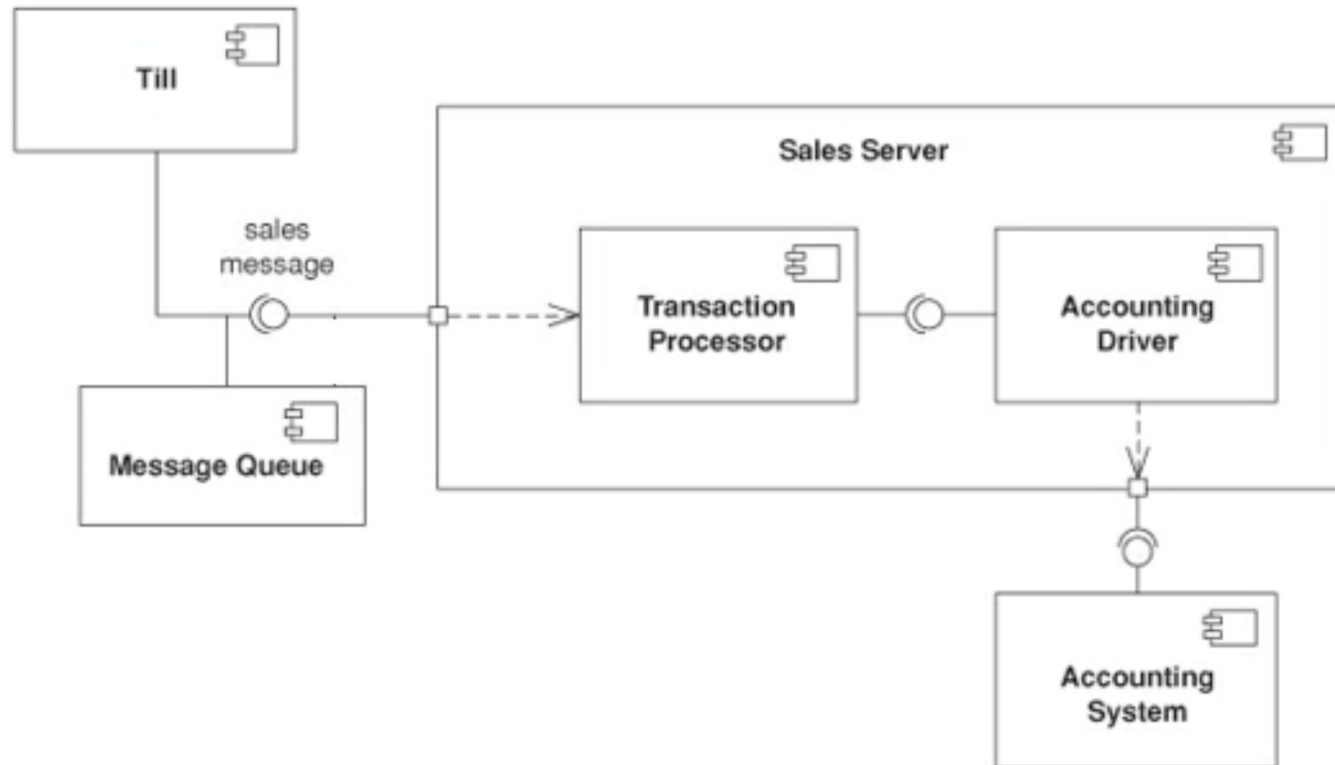 Till
Sales Server
sales
message
Transaction
Processor
Accounting
Driver
Message Queue
Accounting
System